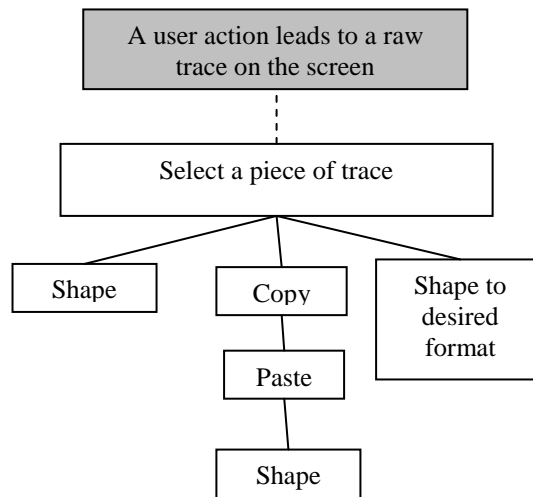 A user action leads to a raw
trace on the screen
Select a piece of trace
Shape
Copy
Shape to
desired
format
Paste
Shape